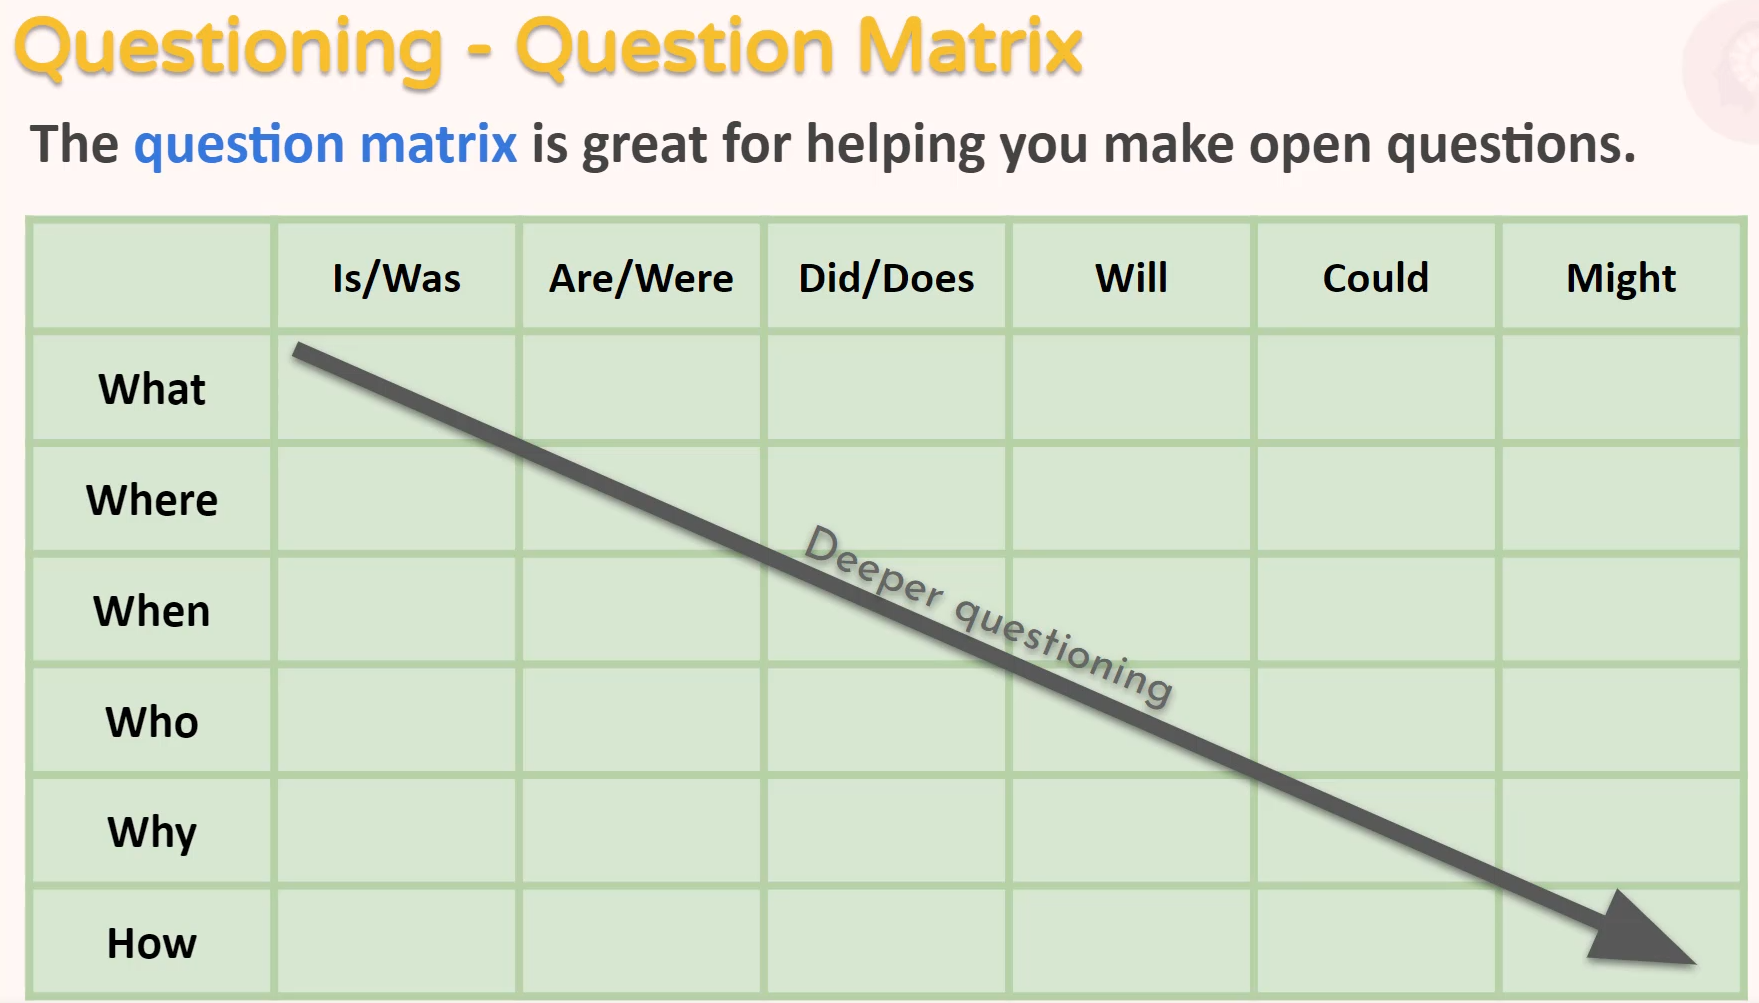 Questioning - Question Matrix
The question matrix is great for helping you make open questions.
Is/Was Are/Were Did/Does Will Could Might
What
Where
When
Who
Why
How
Deeper questioning